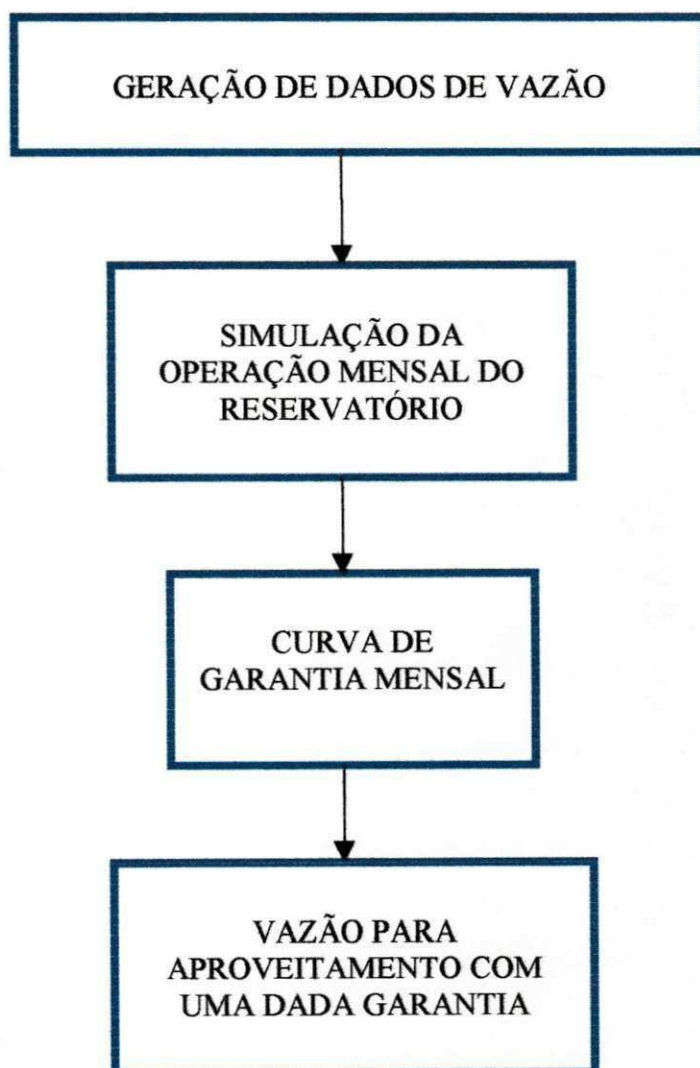 GERAÇÃO DE DADOS DE VAZÃO
SIMULAÇÃO DA
OPERAÇÃO MENSAL DO
RESERVATÓRIO
CURVA DE
GARANTIA MENSAL
VAZÃO PARA
APROVEITAMENTO COM
UMA DADA GARANTIA